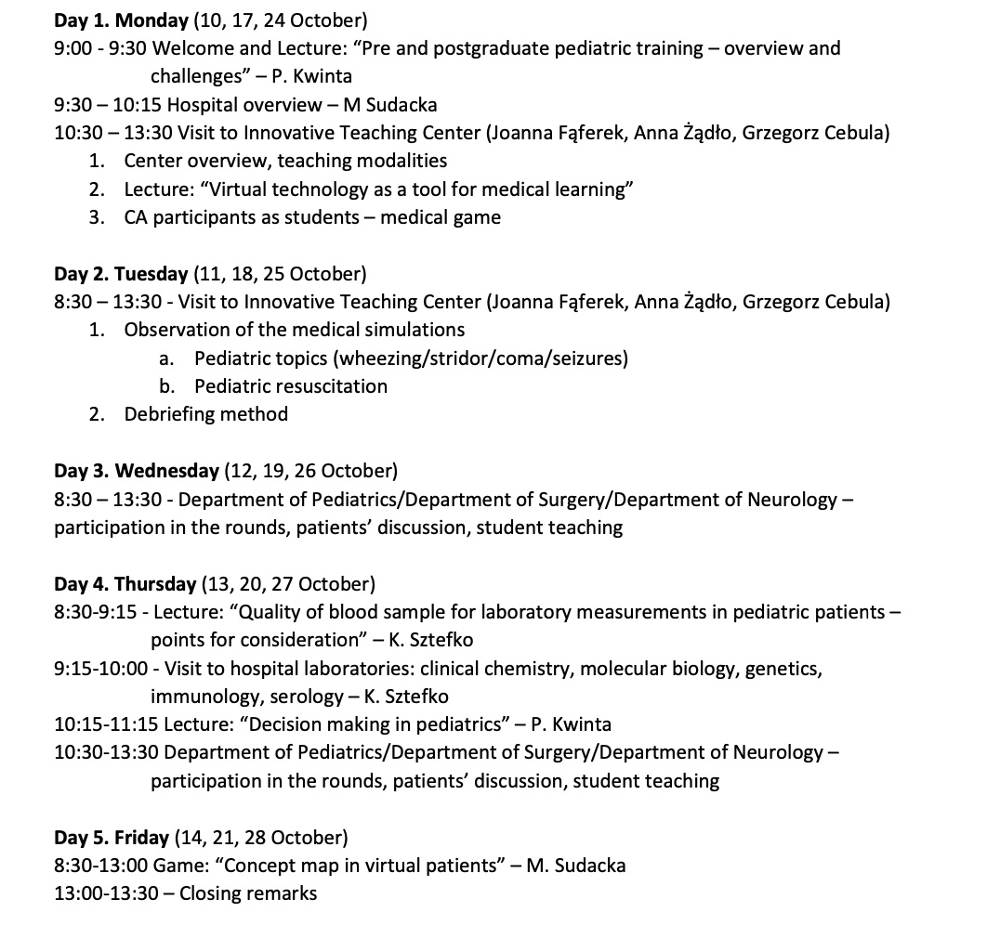 Day 1. Monday (10, 17, 24 October)
9:00 - 9:30 Welcome and Lecture: “Pre and postgraduate pediatric training – overview and
challenges” – P. Kwinta
9:30 – 10:15 Hospital overview – M Sudacka
10:30 – 13:30 Visit to Innovative Teaching Center (Joanna Fąferek, Anna Żądło, Grzegorz Cebula)
1. Center overview, teaching modalities
2. Lecture: “Virtual technology as a tool for medical learning”
3. CA participants as students – medical game
Day 2. Tuesday (11, 18, 25 October)
8:30 – 13:30 - Visit to Innovative Teaching Center (Joanna Fąferek, Anna Żądło, Grzegorz Cebula)
1. Observation of the medical simulations
a. Pediatric topics (wheezing/stridor/coma/seizures)
b. Pediatric resuscitation
2. Debriefing method
Day 3. Wednesday (12, 19, 26 October)
8:30 – 13:30 - Department of Pediatrics/Department of Surgery/Department of Neurology –
participation in the rounds, patients’ discussion, student teaching
Day 4. Thursday (13, 20, 27 October)
8:30-9:15 - Lecture: “Quality of blood sample for laboratory measurements in pediatric patients –
points for consideration” – K. Sztefko
9:15-10:00 - Visit to hospital laboratories: clinical chemistry, molecular biology, genetics,
immunology, serology – K. Sztefko
10:15-11:15 Lecture: “Decision making in pediatrics” – P. Kwinta
10:30-13:30 Department of Pediatrics/Department of Surgery/Department of Neurology –
participation in the rounds, patients’ discussion, student teaching
Day 5. Friday (14, 21, 28 October)
8:30-13:00 Game: “Concept map in virtual patients” – M. Sudacka
13:00-13:30 – Closing remarks